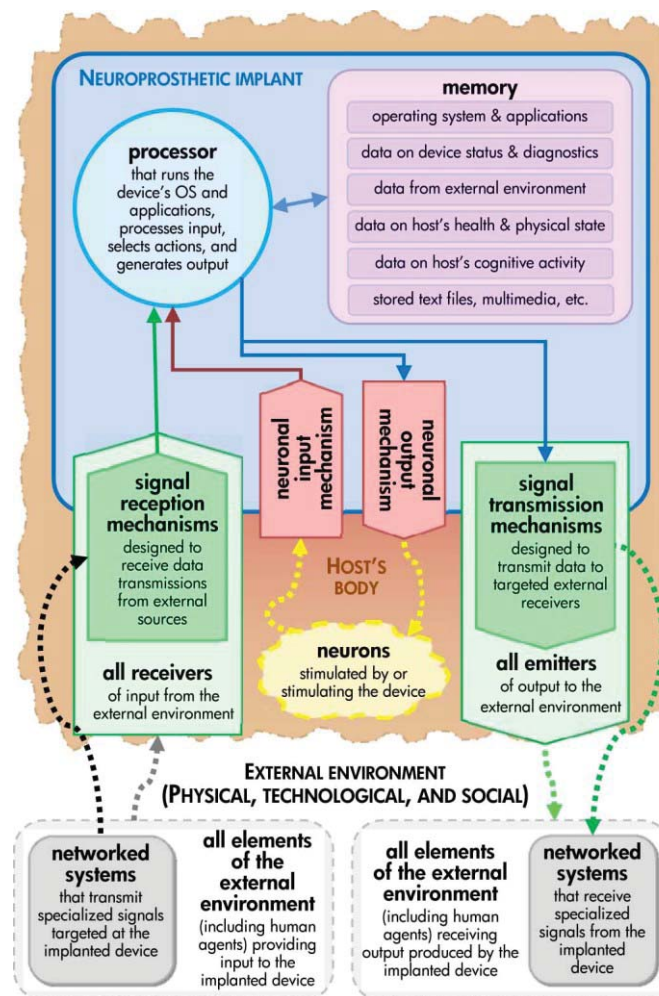 NEUROPROSTHETIC IMPLANT
processor
that runs the
device's OS and
applications,
processes input,
selects actions, and
generates output
memory
operating system & applications
data on device status & diagnostics
data from external environment
data on host's health & physical state
data on host's cognitive activity
stored text files, multimedia, etc.
signal
reception
mechanisms
designed to
receive data
transmissions
from external
sources
all receivers
of input from the
external environment
neuronal
input
mechanism
neuronal
output
mechanism
HOST'S
BODY
neurons
stimulated by or
stimulating the device
signal
transmission
mechanisms
designed to
transmit data to
targeted external
receivers
all emitters
of output to the
external environment
EXTERNAL ENVIRONMENT
(PHYSICAL, TECHNOLOGICAL, AND SOCIAL)
networked
systems
that transmit
specialized signals
targeted at the
implanted device
all elements
of the
external
environment
(including human
agents) providing
input to the
implanted device
all elements
of the external
environment
(including human
agents) receiving
output produced by the
implanted device
networked
systems
that receive
specialized
signals from the
implanted
device